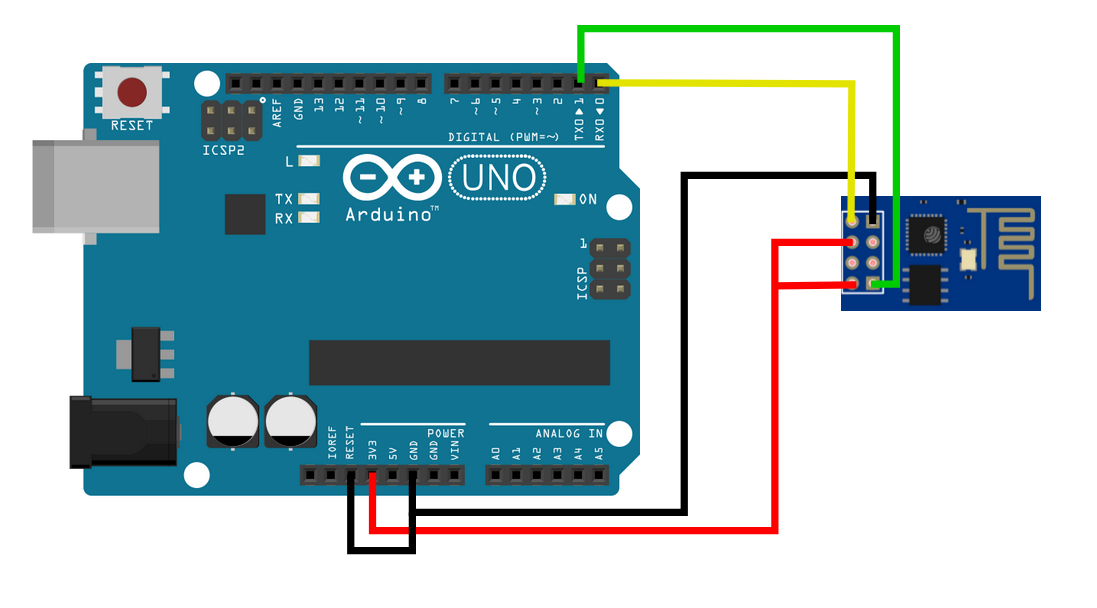 RESET
ICSP2
AREF
GND
13
12
~11
~10
~9
8
7
~6
~5
4
~3
2
TX0▶1
RX0◀0
DIGITAL (PWM=~)
L
TX
RX
UNO
Arduino™
ON
1
ICSP
IOREF
RESET
3V3
5V
GND
GND
VIN
POWER
ANALOG IN
A0
A1
A2
A3
A4
A5